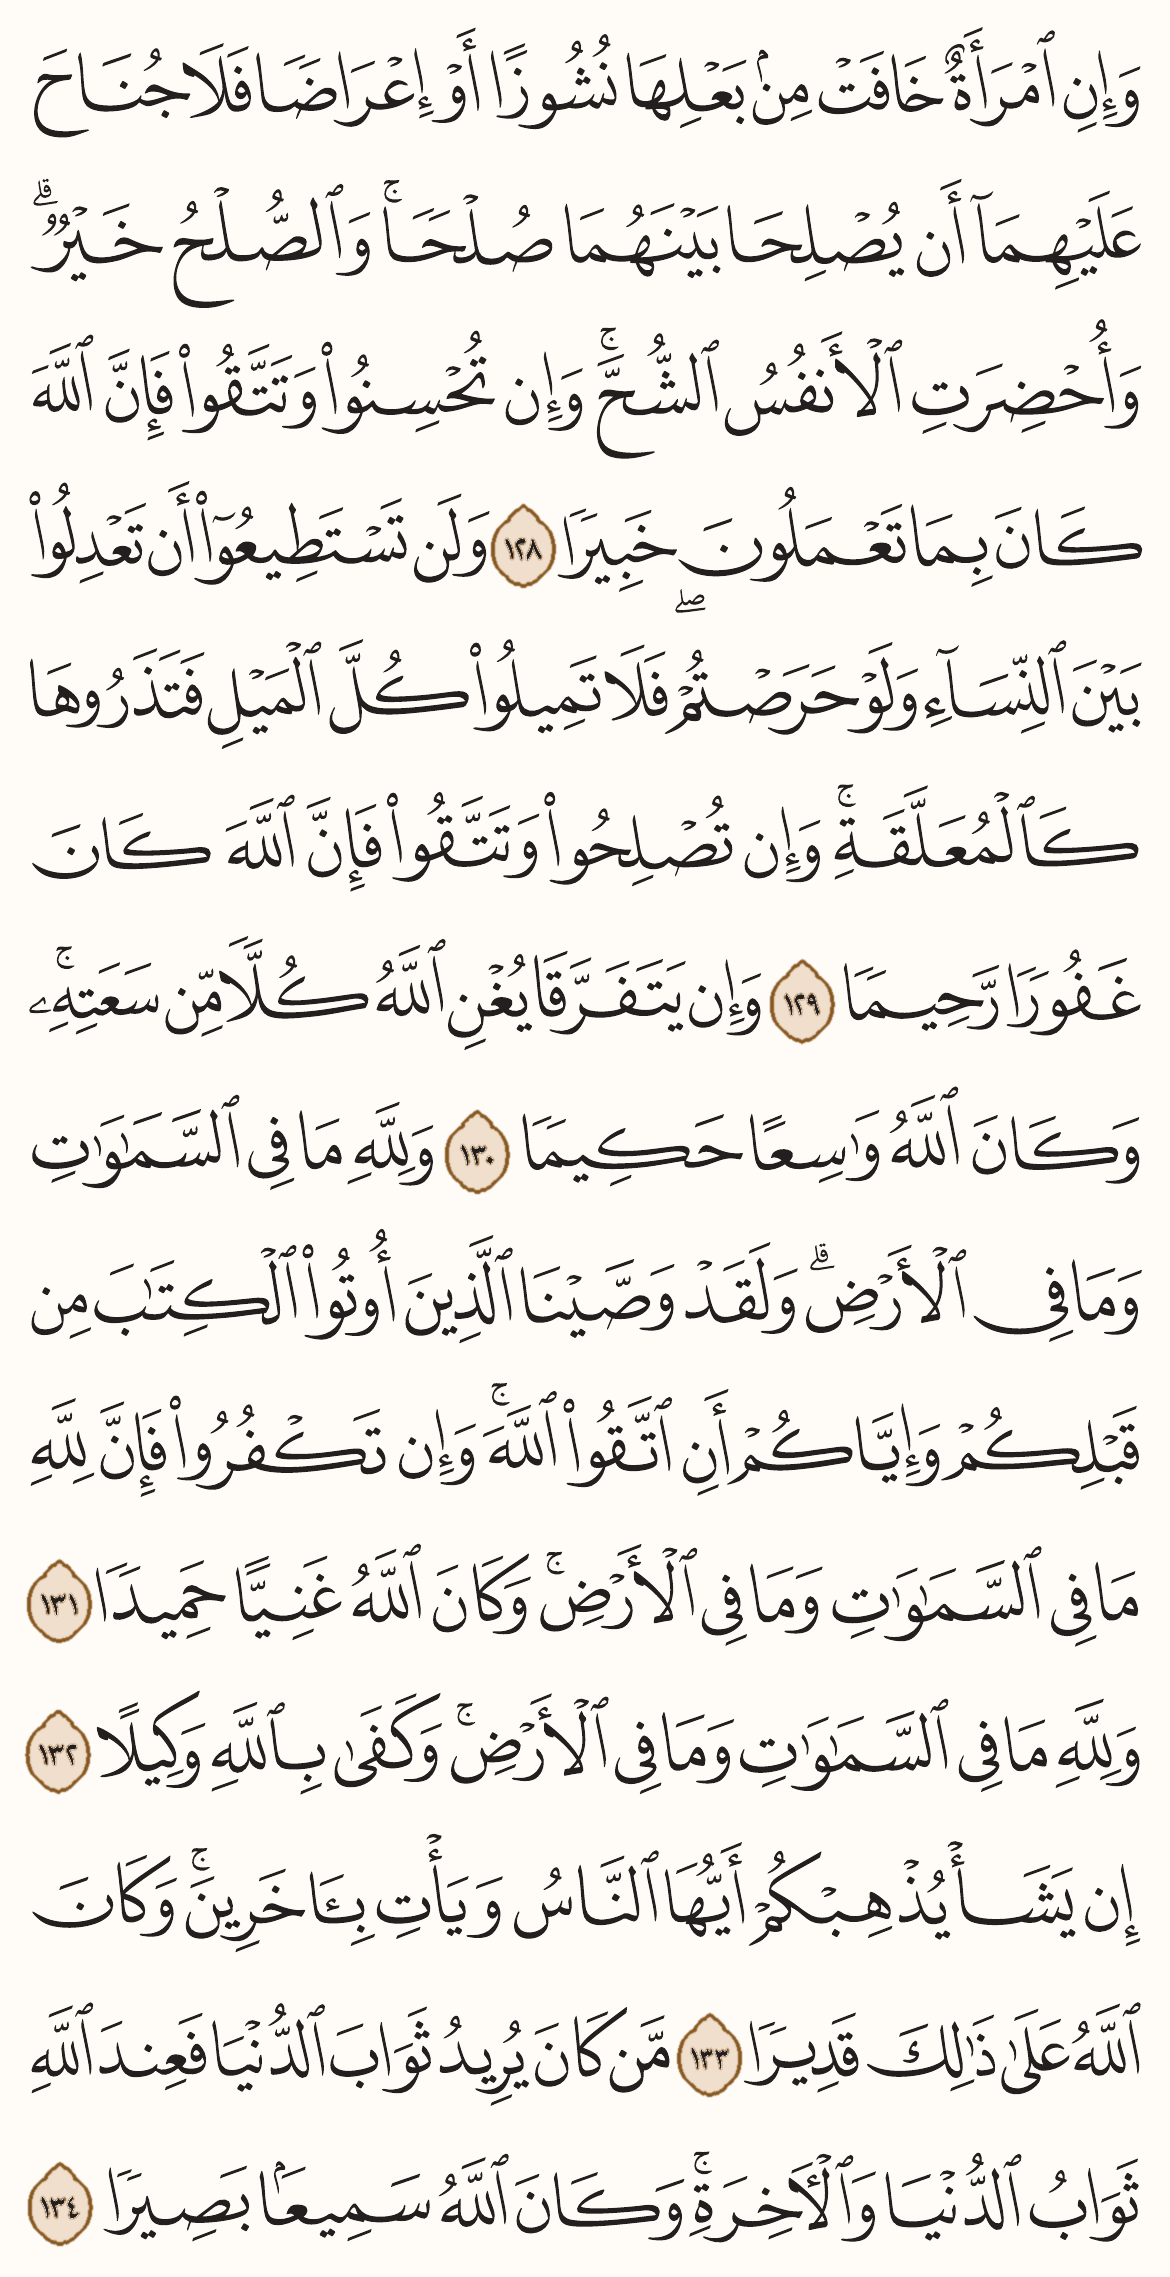 وَإِنِ ٱمۡرَأَةٌ خَافَتۡ مِنۢ بَعۡلِهَا نُشُوزًا أَوۡ إِعۡرَاضٗا فَلَا جُنَاحَ
عَلَيۡهِمَآ أَن يُصۡلِحَا بَيۡنَهُمَا صُلۡحٗاۚ وَٱلصُّلۡحُ خَيۡرٞۗ
وَأُحۡضِرَتِ ٱلۡأَنفُسُ ٱلشُّحَّۚ وَإِن تُحۡسِنُواْ وَتَتَّقُواْ فَإِنَّ ٱللَّهَ
كَانَ بِمَا تَعۡمَلُونَ خَبِيرٗا ١٢٨ وَلَن تَسۡتَطِيعُوٓاْ أَن تَعۡدِلُواْ
بَيۡنَ ٱلنِّسَآءِ وَلَوۡ حَرَصۡتُمۡۖ فَلَا تَمِيلُواْ كُلَّ ٱلۡمَيۡلِ فَتَذَرُوهَا
كَٱلۡمُعَلَّقَةِۚ وَإِن تُصۡلِحُواْ وَتَتَّقُواْ فَإِنَّ ٱللَّهَ كَانَ
غَفُورٗا رَّحِيمٗا ١٢٩ وَإِن يَتَفَرَّقَا يُغۡنِ ٱللَّهُ كُلّٗا مِّن سَعَتِهِۦۚ
وَكَانَ ٱللَّهُ وَٰسِعًا حَكِيمٗا ١٣٠ وَلِلَّهِ مَا فِي ٱلسَّمَٰوَٰتِ
وَمَا فِي ٱلۡأَرۡضِۗ وَلَقَدۡ وَصَّيۡنَا ٱلَّذِينَ أُوتُواْ ٱلۡكِتَٰبَ مِن
قَبۡلِكُمۡ وَإِيَّاكُمۡ أَنِ ٱتَّقُواْ ٱللَّهَۚ وَإِن تَكۡفُرُواْ فَإِنَّ لِلَّهِ
مَا فِي ٱلسَّمَٰوَٰتِ وَمَا فِي ٱلۡأَرۡضِۚ وَكَانَ ٱللَّهُ غَنِيًّا حَمِيدٗا ١٣١
وَلِلَّهِ مَا فِي ٱلسَّمَٰوَٰتِ وَمَا فِي ٱلۡأَرۡضِۚ وَكَفَىٰ بِٱللَّهِ وَكِيلًا ١٣٢
إِن يَشَأۡ يُذۡهِبۡكُمۡ أَيُّهَا ٱلنَّاسُ وَيَأۡتِ بِـَٔاخَرِينَۚ وَكَانَ
ٱللَّهُ عَلَىٰ ذَٰلِكَ قَدِيرٗا ١٣٣ مَّن كَانَ يُرِيدُ ثَوَابَ ٱلدُّنۡيَا فَعِندَ ٱللَّهِ
ثَوَابُ ٱلدُّنۡيَا وَٱلۡأٓخِرَةِۚ وَكَانَ ٱللَّهُ سَمِيعَۢا بَصِيرٗا ١٣٤